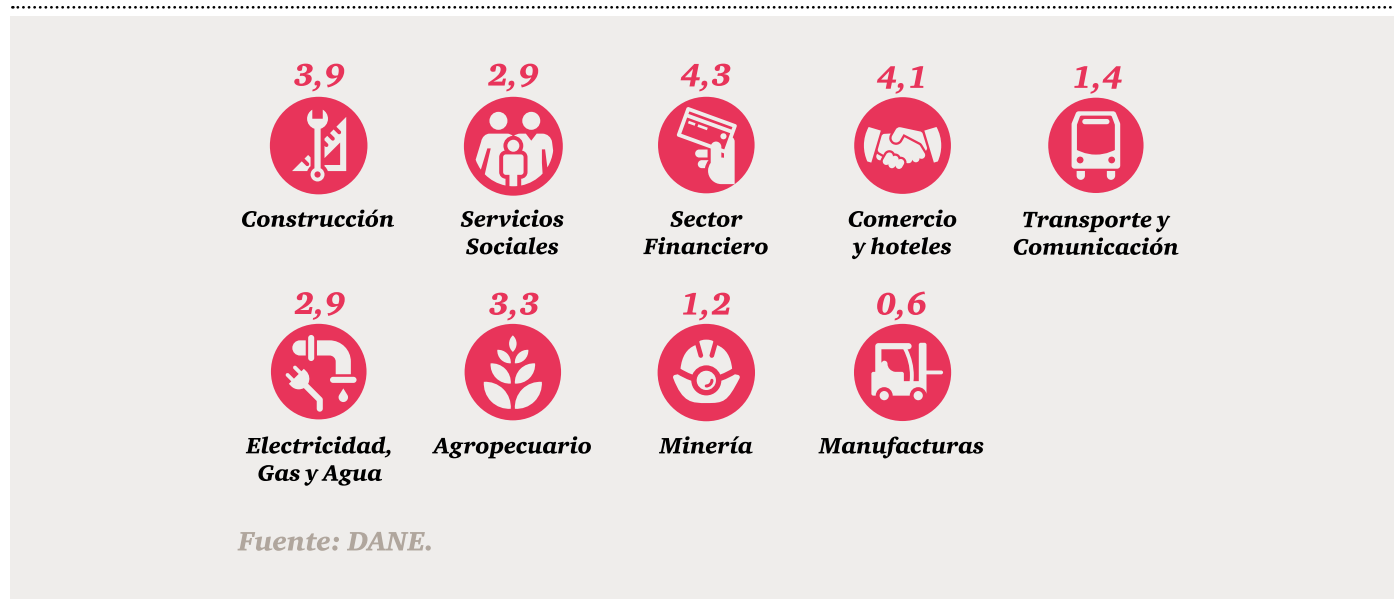 3,9
Construcción
2,9
Servicios
Sociales
4,3
Sector
Financiero
4,1
Comercio
y hoteles
1,4
Transporte y
Comunicación
2,9
Electricidad,
Gas y Agua
3,3
Agropecuario
1,2
Minería
0,6
Manufacturas
Fuente: DANE.